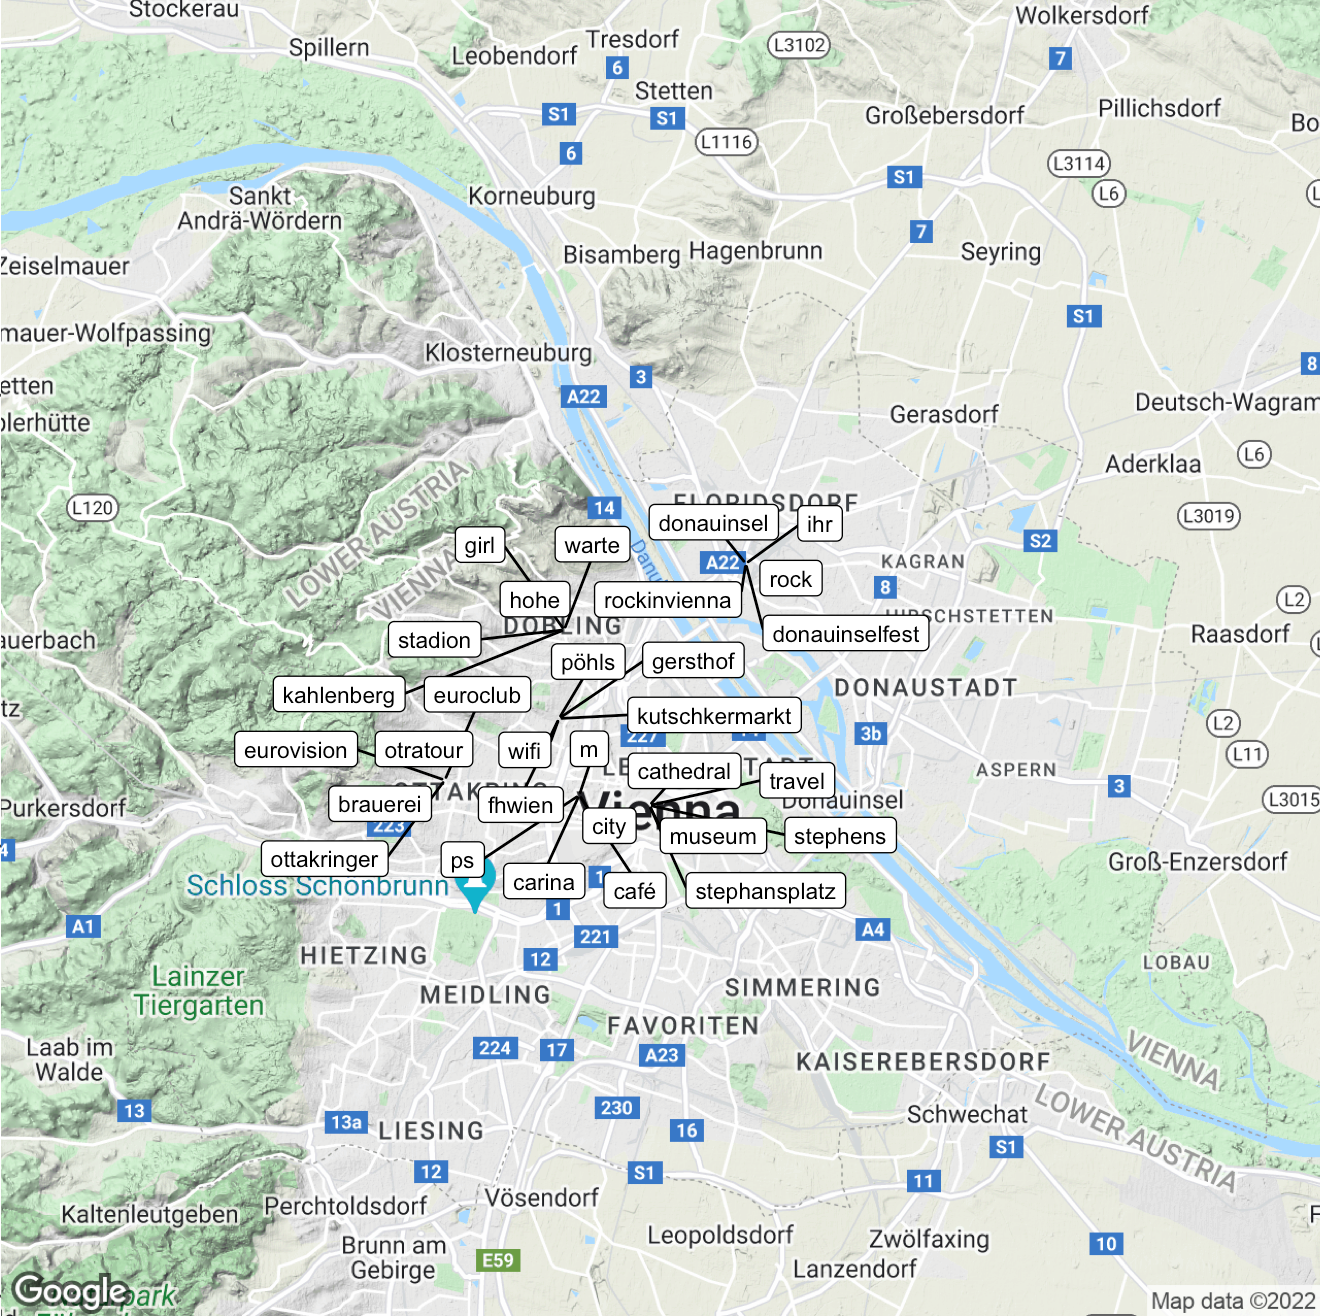 Stockerau
Wolkersdorf
Spillern
Tresdorf
L3102
Leobendorf
6
7
Stetten
S1
S1
Großebersdorf
Pillichsdorf
Bo
L1116
6
L3114
S1
L6
Sankt
Andrä-Wördern
Korneuburg
7
Bisamberg
Hagenbrunn
Seyring
Zeiselmauer
S1
mauer-Wolfpassing
Klosterneuburg
3
8
etten
A22
Deutsch-Wagram
Gerasdorf
olerhütte
L6
Aderklaa
L120
LOWER AUSTRIA
VIENNA
14
FLORIDSDORF
L3019
donauinsel
ihr
S2
girl
warte
A22
KAGRAN
rock
8
hohe
rockinvienna
L2
HIRSCHSTETTEN
DÖBLING
stadion
donauinselfest
Raasdorf
auerbach
pöhls
gersthof
kahlenberg
euroclub
DONAUSTADT
tz
kutschkermarkt
L2
227
3b
eurovision
otratour
wifi
m
L11
cathedral
travel
ASPERN
3
Purkersdorf
brauerei
fhwien
Vienna
Donauinsel
L3015
223
city
museum
stephens
4
ottakringer
ps
Groß-Enzersdorf
Schloss Schönbrunn
carina
1
café
stephansplatz
A1
1
221
A4
HIETZING
12
LOBAU
Lainzer
Tiergarten
MEIDLING
SIMMERING
FAVORITEN
Laab im
Walde
224
17
A23
KAISEREBERSDORF
VIENNA
LOWER AUSTRIA
13
13a
230
Schwechat
LIESING
16
S1
12
S1
11
Kaltenleutgeben
Perchtoldsdorf
Vösendorf
Leopoldsdorf
Zwölfaxing
10
Brunn am
Gebirge
E59
Lanzendorf
Google
park
Map data ©2022